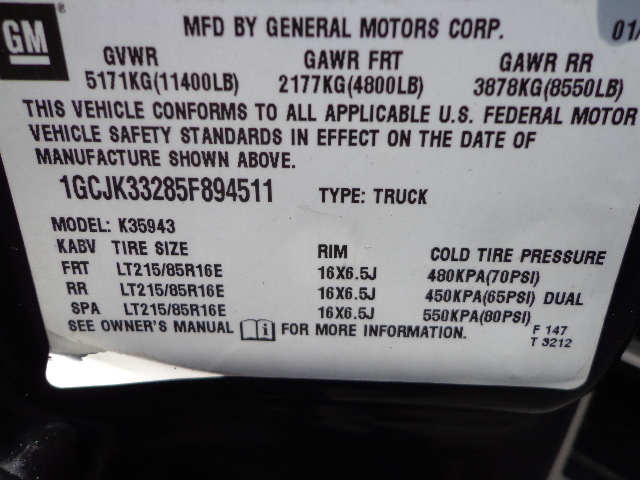 GM
MFD BY GENERAL MOTORS CORP. 01/
GVWR GAWR FRT GAWR RR
5171KG(11400LB) 2177KG(4800LB) 3878KG(8550LB)
THIS VEHICLE CONFORMS TO ALL APPLICABLE U.S. FEDERAL MOTOR
VEHICLE SAFETY STANDARDS IN EFFECT ON THE DATE OF
MANUFACTURE SHOWN ABOVE.
1GCJK33285F894511 TYPE: TRUCK
MODEL: K35943
KABV TIRE SIZE RIM COLD TIRE PRESSURE
FRT LT215/85R16E 16X6.5J 480KPA(70PSI)
RR LT215/85R16E 16X6.5J 450KPA(65PSI) DUAL
SPA LT215/85R16E 16X6.5J 550KPA(80PSI)
SEE OWNER'S MANUAL i FOR MORE INFORMATION. F 147
T 3212